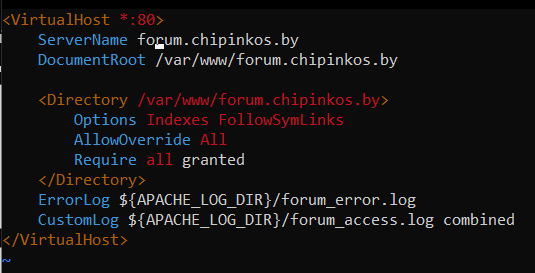 <VirtualHost *:80>
    ServerName forum.chipinkos.by
    DocumentRoot /var/www/forum.chipinkos.by

    <Directory /var/www/forum.chipinkos.by>
        Options Indexes FollowSymLinks
        AllowOverride All
        Require all granted
    </Directory>
    ErrorLog ${APACHE_LOG_DIR}/forum_error.log
    CustomLog ${APACHE_LOG_DIR}/forum_access.log combined
</VirtualHost>
~